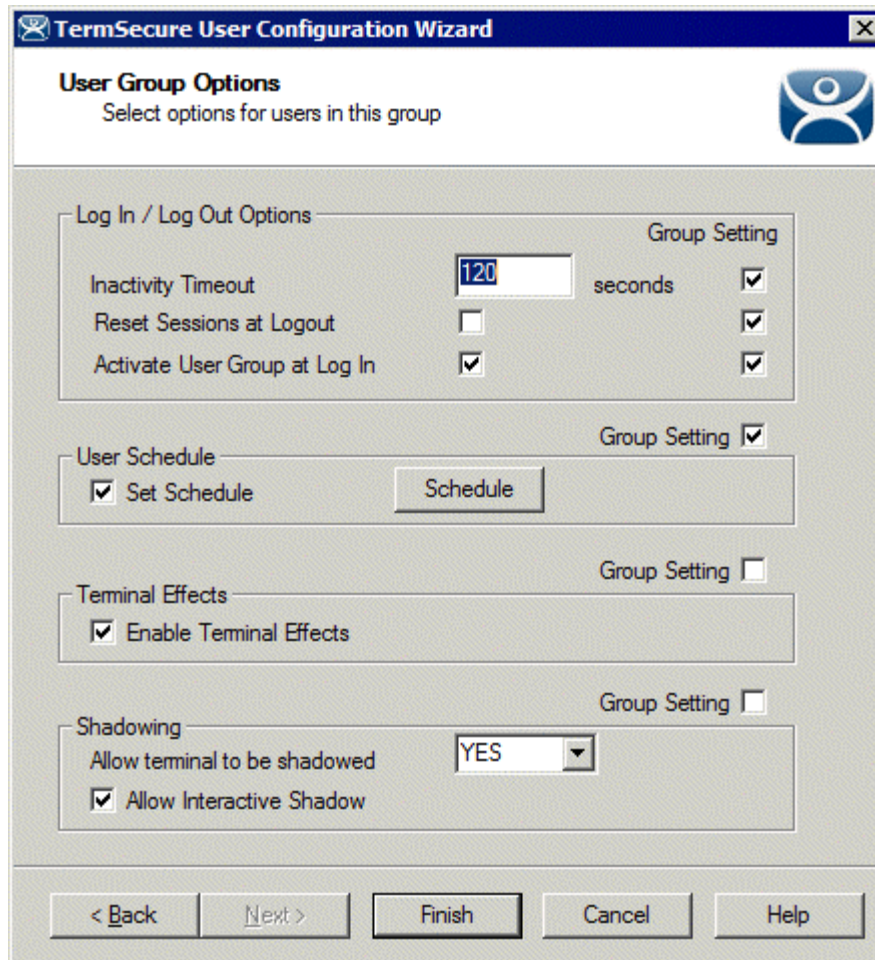 TermSecure User Configuration Wizard
User Group Options
Select options for users in this group
Log In / Log Out Options
Group Setting
Inactivity Timeout 120 seconds
Reset Sessions at Logout
Activate User Group at Log In
Group Setting
User Schedule
Set Schedule Schedule
Group Setting
Terminal Effects
Enable Terminal Effects
Group Setting
Shadowing
Allow terminal to be shadowed YES
Allow Interactive Shadow
< Back Next > Finish Cancel Help